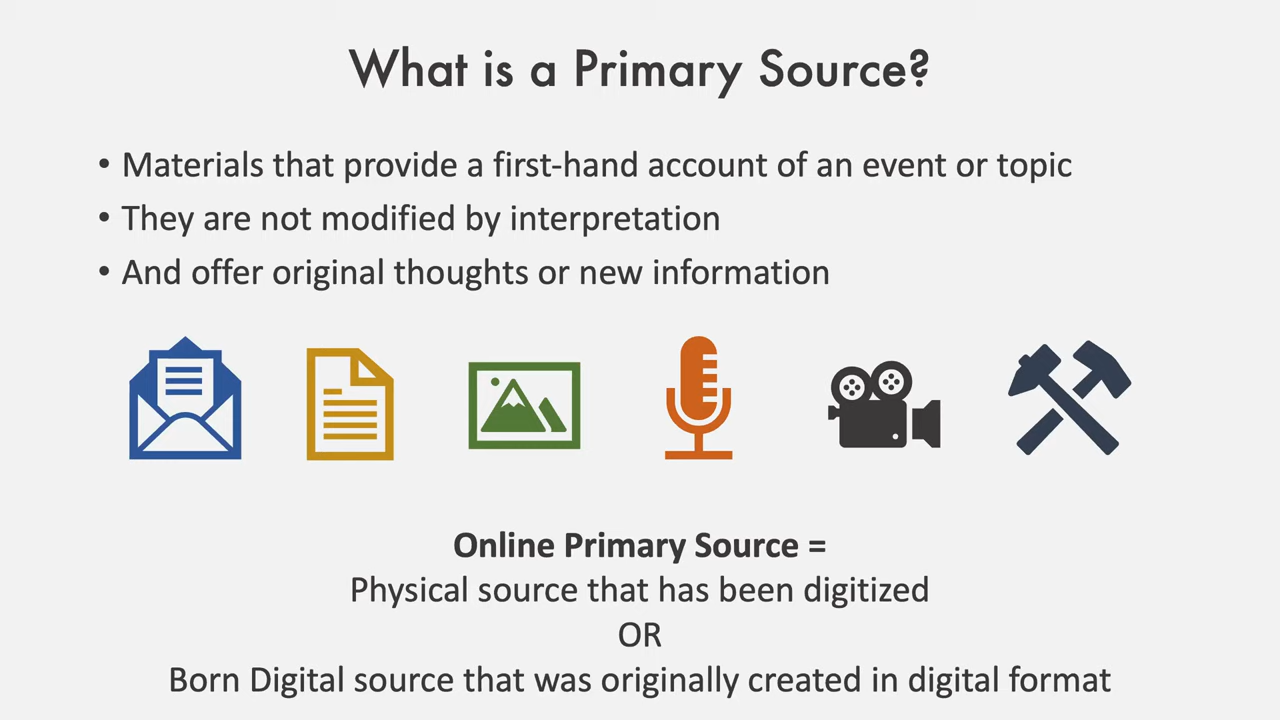 What is a Primary Source?
• Materials that provide a first-hand account of an event or topic
• They are not modified by interpretation
• And offer original thoughts or new information
Online Primary Source =
Physical source that has been digitized
OR
Born Digital source that was originally created in digital format